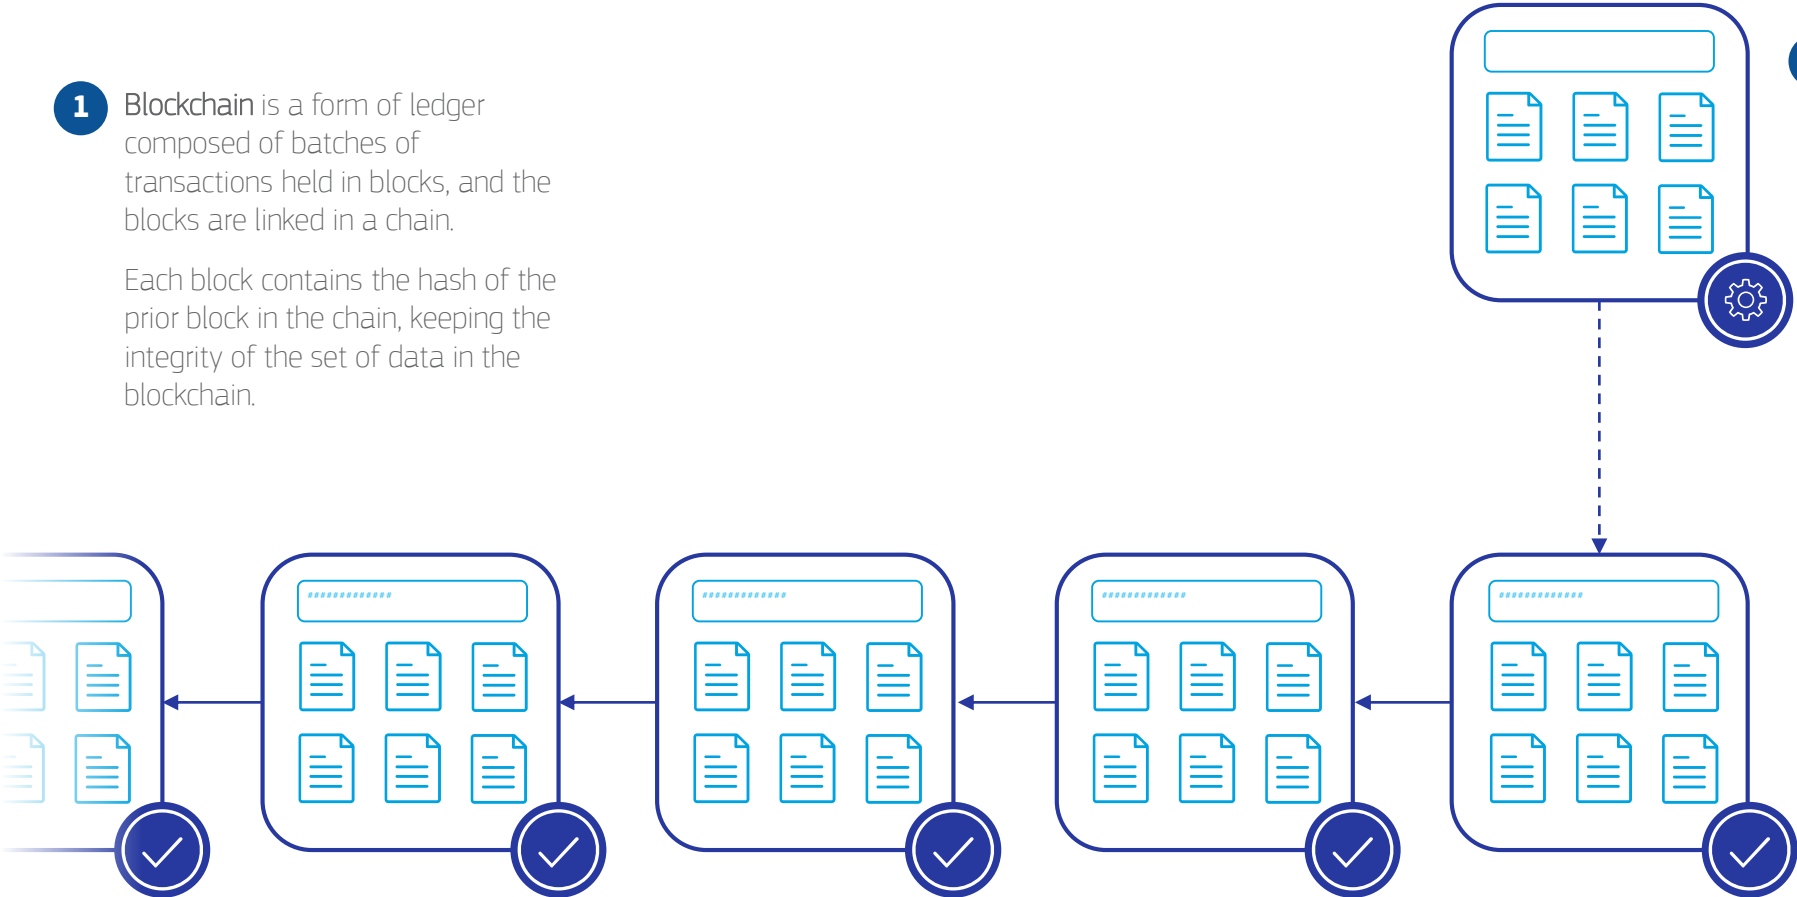 1
Blockchain is a form of ledger
composed of batches of
transactions held in blocks, and the
blocks are linked in a chain.
Each block contains the hash of the
prior block in the chain, keeping the
integrity of the set of data in the
blockchain.
#############
#############
#############
#############